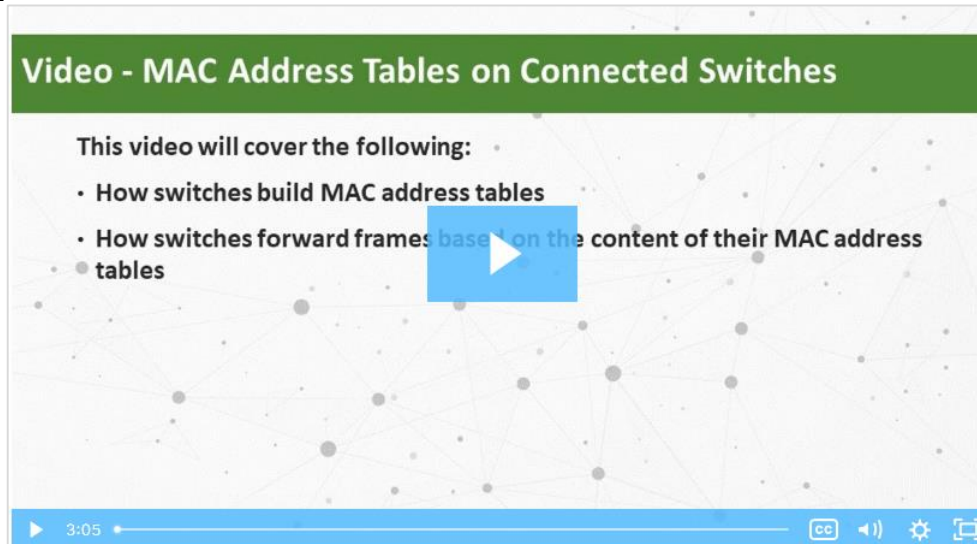 Video - MAC Address Tables on Connected Switches
This video will cover the following:
• How switches build MAC address tables
• How switches forward frames based on the content of their MAC address
tables
3:05
CC